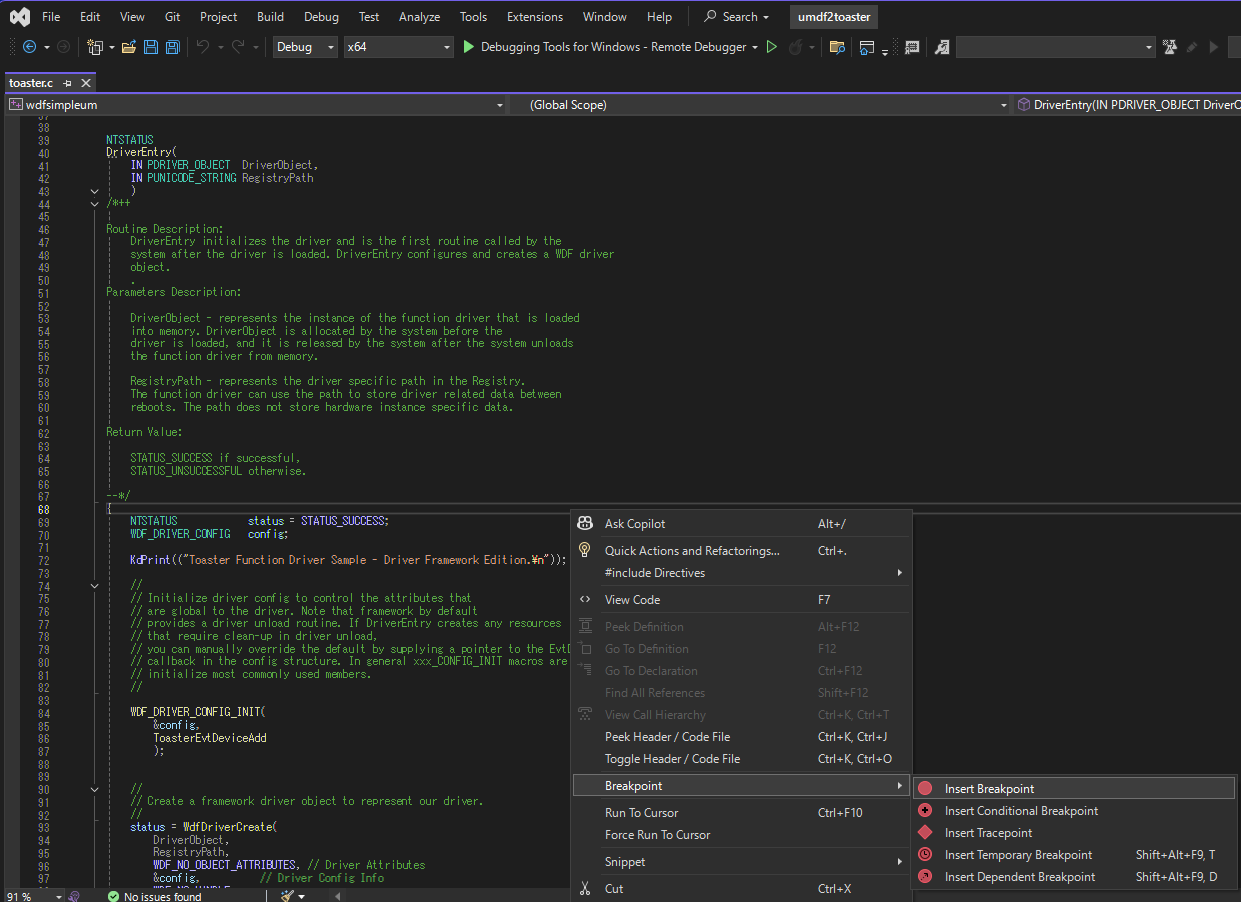 File Edit View Git Project Build Debug Test Analyze Tools Extensions Window Help Search umdf2toaster
Debug x64 Debugging Tools for Windows - Remote Debugger
toaster.c
wdfsimpleum (Global Scope) DriverEntry(IN PDRIVER_OBJECT DriverO
37
38
39 NTSTATUS
40 DriverEntry(
41 IN PDRIVER_OBJECT DriverObject,
42 IN PUNICODE_STRING RegistryPath
43 )
44 /*++
45
46 Routine Description:
47 DriverEntry initializes the driver and is the first routine called by the
48 system after the driver is loaded. DriverEntry configures and creates a WDF driver
49 object.
50 .
51 Parameters Description:
52
53 DriverObject - represents the instance of the function driver that is loaded
54 into memory. DriverObject is allocated by the system before the
55 driver is loaded, and it is released by the system after the system unloads
56 the function driver from memory.
57
58 RegistryPath - represents the driver specific path in the Registry.
59 The function driver can use the path to store driver related data between
60 reboots. The path does not store hardware instance specific data.
61
62 Return Value:
63
64 STATUS_SUCCESS if successful,
65 STATUS_UNSUCCESSFUL otherwise.
66
67 --*/
68 {
69 NTSTATUS status = STATUS_SUCCESS;
70 WDF_DRIVER_CONFIG config;
71
72 KdPrint(("Toaster Function Driver Sample - Driver Framework Edition.¥n"));
73
74 //
75 // Initialize driver config to control the attributes that
76 // are global to the driver. Note that framework by default
77 // provides a driver unload routine. If DriverEntry creates any resources
78 // that require clean-up in driver unload,
79 // you can manually override the default by supplying a pointer to the EvtD
80 // callback in the config structure. In general xxx_CONFIG_INIT macros are
81 // initialize most commonly used members.
82 //
83
84 WDF_DRIVER_CONFIG_INIT(
85 &config,
86 ToasterEvtDeviceAdd
87 );
88
89
90 //
91 // Create a framework driver object to represent our driver.
92 //
93 status = WdfDriverCreate(
94 DriverObject,
95 RegistryPath,
96 WDF_NO_OBJECT_ATTRIBUTES, // Driver Attributes
97 &config, // Driver Config Info
Ask Copilot Alt+/
Quick Actions and Refactorings... Ctrl+.
#include Directives
View Code F7
Peek Definition Alt+F12
Go To Definition F12
Go To Declaration Ctrl+F12
Find All References Shift+F12
View Call Hierarchy Ctrl+K, Ctrl+T
Peek Header / Code File Ctrl+K, Ctrl+J
Toggle Header / Code File Ctrl+K, Ctrl+O
Breakpoint
Run To Cursor Ctrl+F10
Force Run To Cursor
Snippet
Cut Ctrl+X
Insert Breakpoint
Insert Conditional Breakpoint
Insert Tracepoint
Insert Temporary Breakpoint Shift+Alt+F9, T
Insert Dependent Breakpoint Shift+Alt+F9, D
91 % No issues found